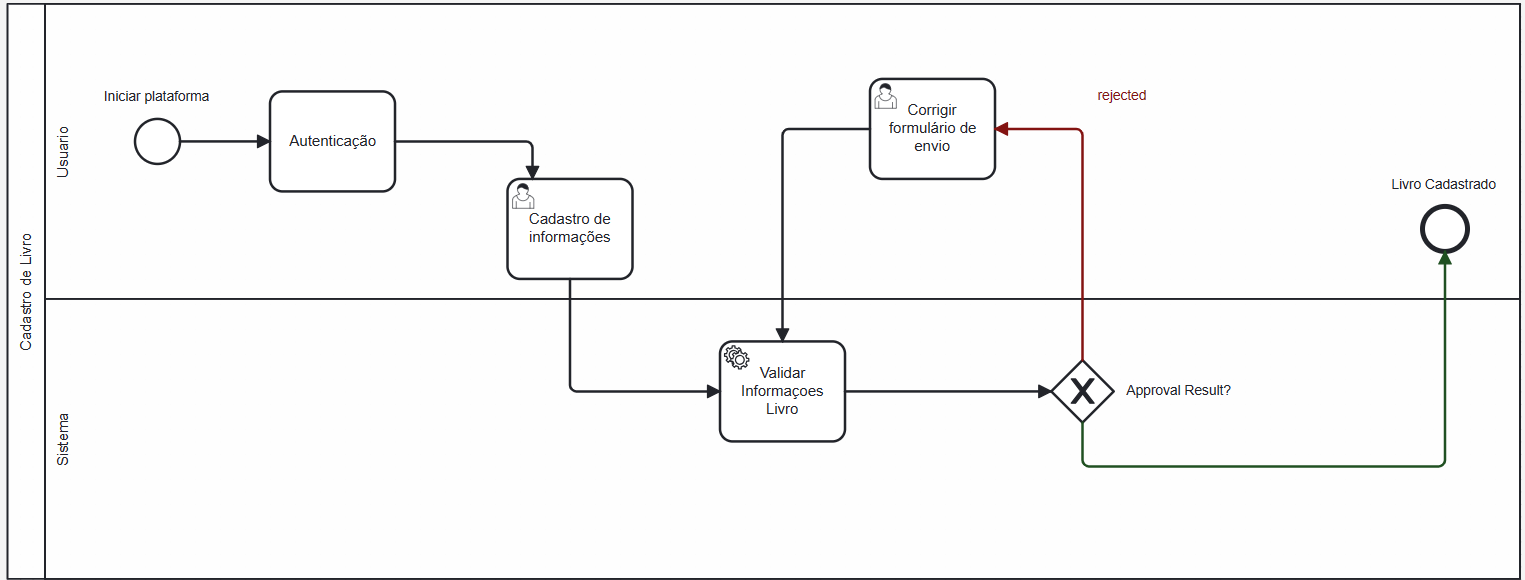 Cadastro de Livro
Usuario
Iniciar plataforma
Autenticação
Cadastro de
informações
Corrigir
formulário de
envio
rejected
Livro Cadastrado
Sistema
Validar
Informaçoes
Livro
Approval Result?